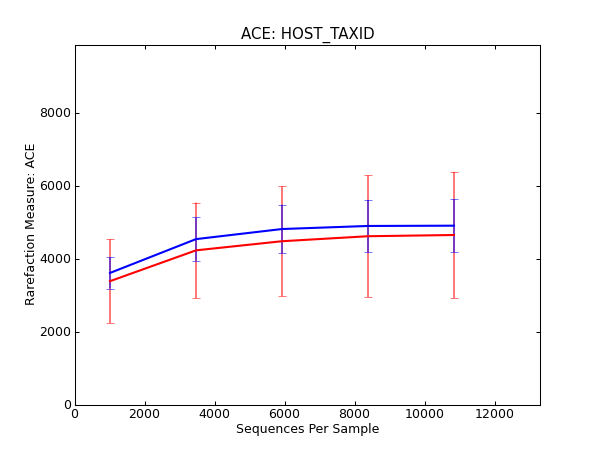 ACE: HOST_TAXID
8000
6000
4000
2000
0
Rarefaction Measure: ACE
0 2000 4000 6000 8000 10000 12000
Sequences Per Sample